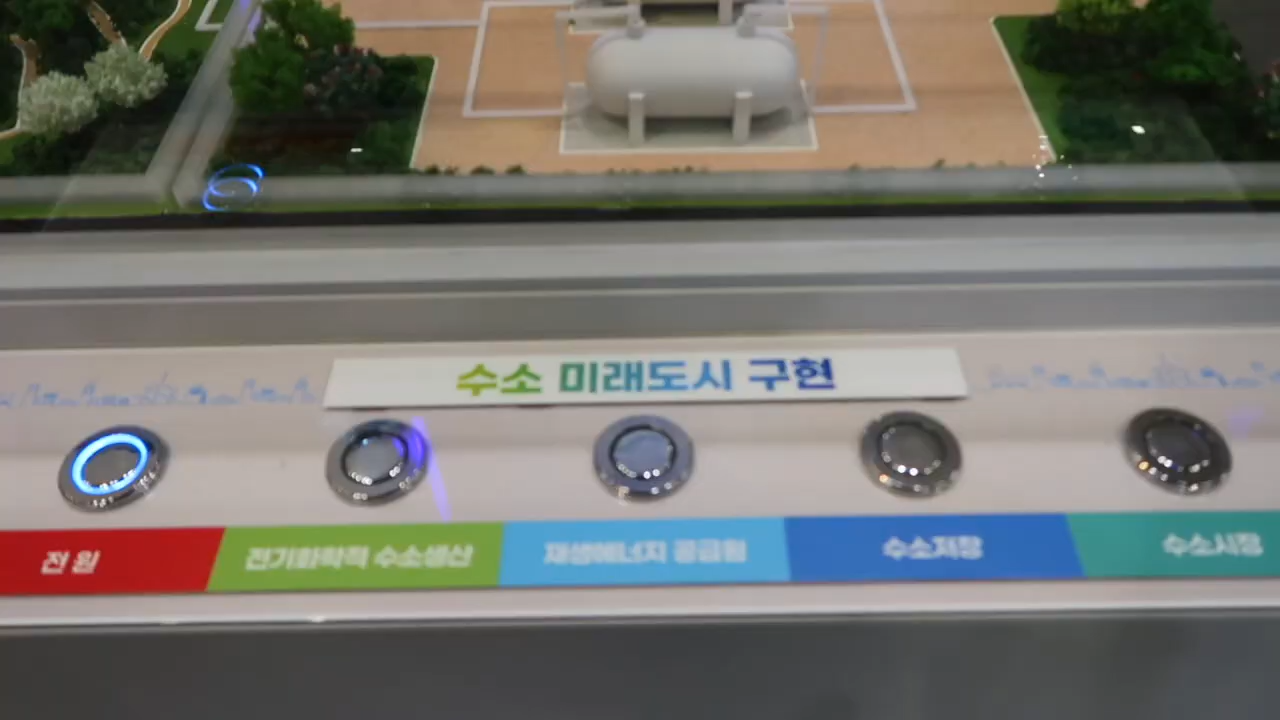 수소 미래도시 구현
전원
전기화학적 수소생산
재생에너지 공급원
수소저장
수소시장